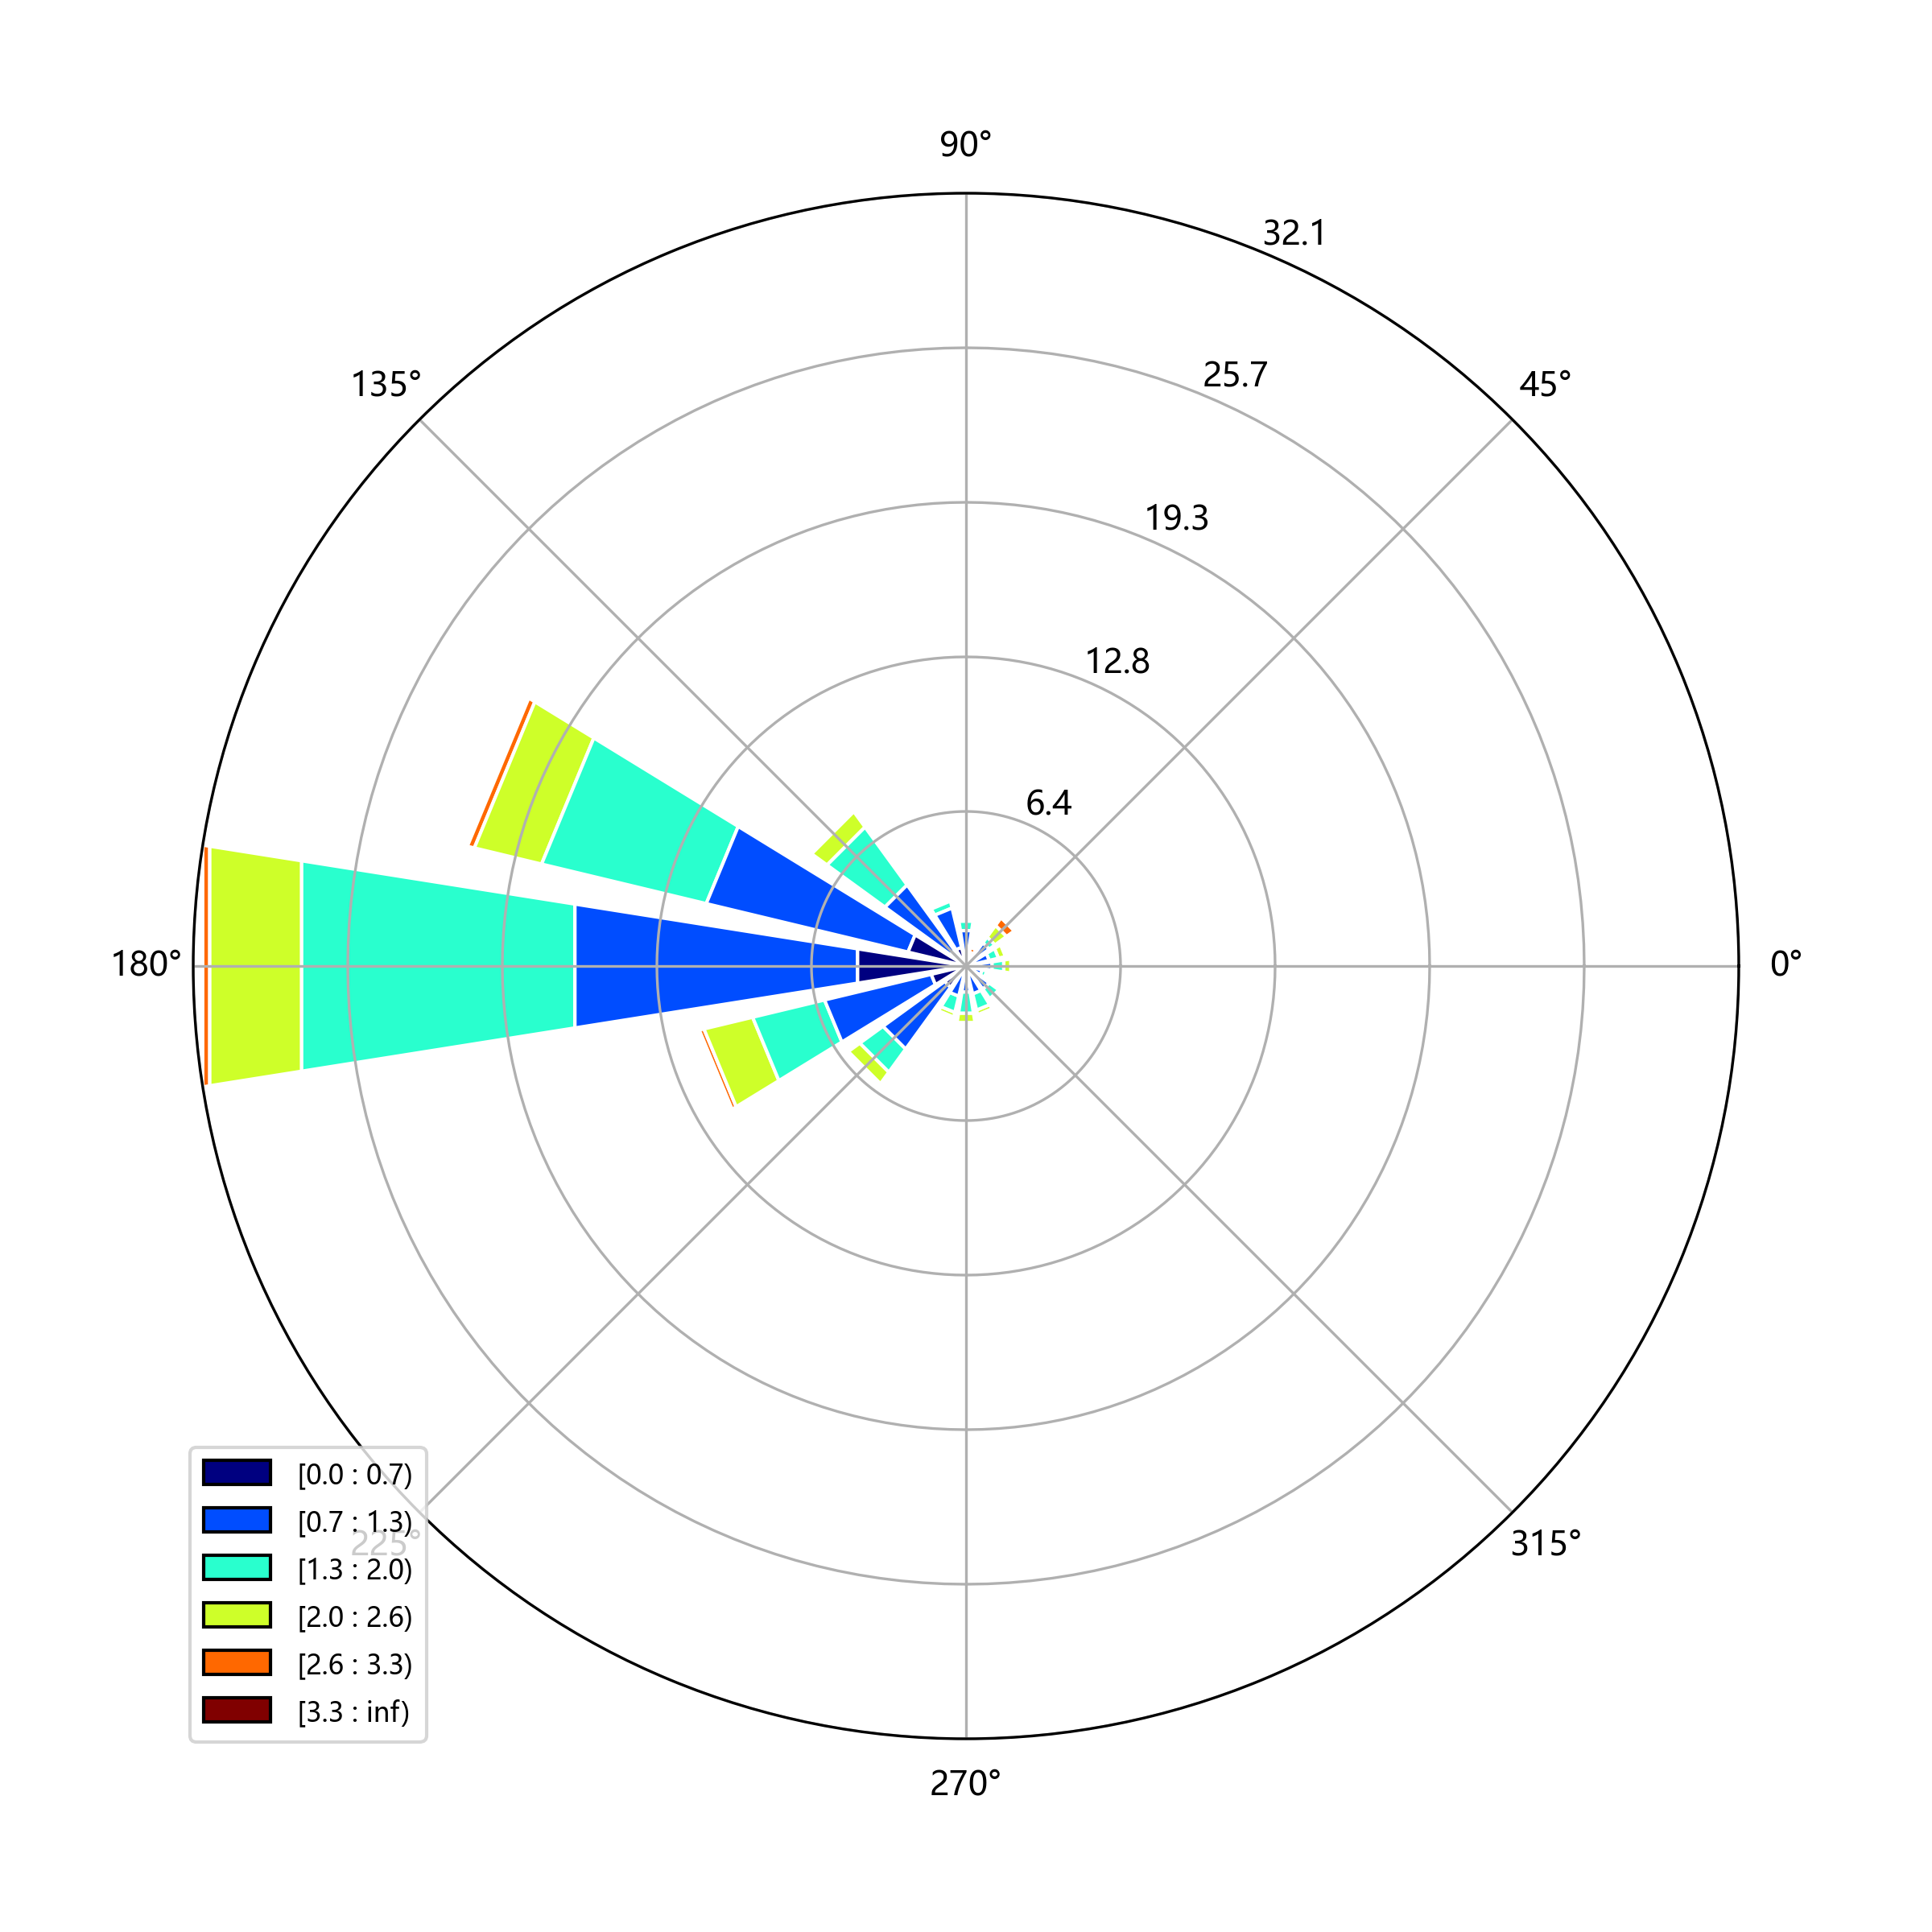 90°
32.1
25.7
135°
45°
19.3
12.8
6.4
180°
0°
[0.0 : 0.7)
[0.7 : 1.3)
225°
315°
[1.3 : 2.0)
[2.0 : 2.6)
[2.6 : 3.3)
[3.3 : inf)
270°